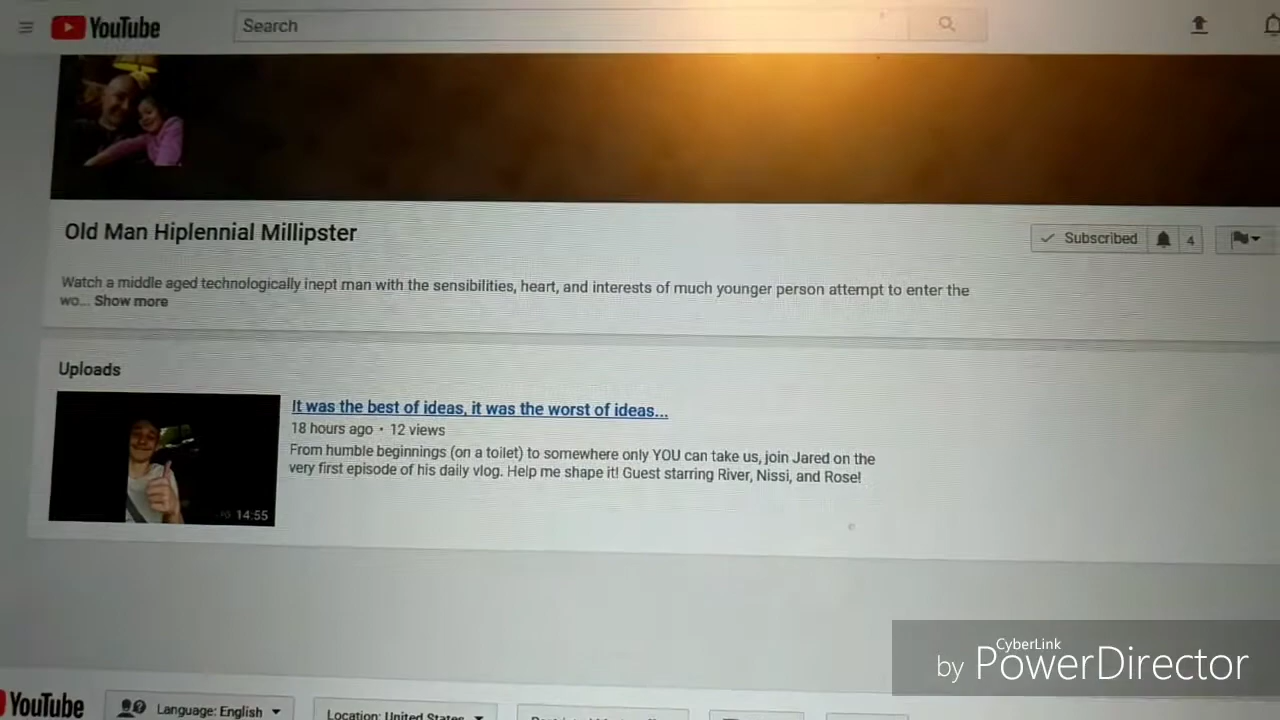 YouTube
Search
Old Man Hiplennial Millipster
Subscribed
4
Watch a middle aged technologically inept man with the sensibilities, heart, and interests of much younger person attempt to enter the
wo... Show more
Uploads
It was the best of ideas, it was the worst of ideas...
18 hours ago • 12 views
From humble beginnings (on a toilet) to somewhere only YOU can take us, join Jared on the
very first episode of his daily vlog. Help me shape it! Guest starring River, Nissi, and Rose!
14:55
CyberLink
by PowerDirector
YouTube
Language: English
Location: United States